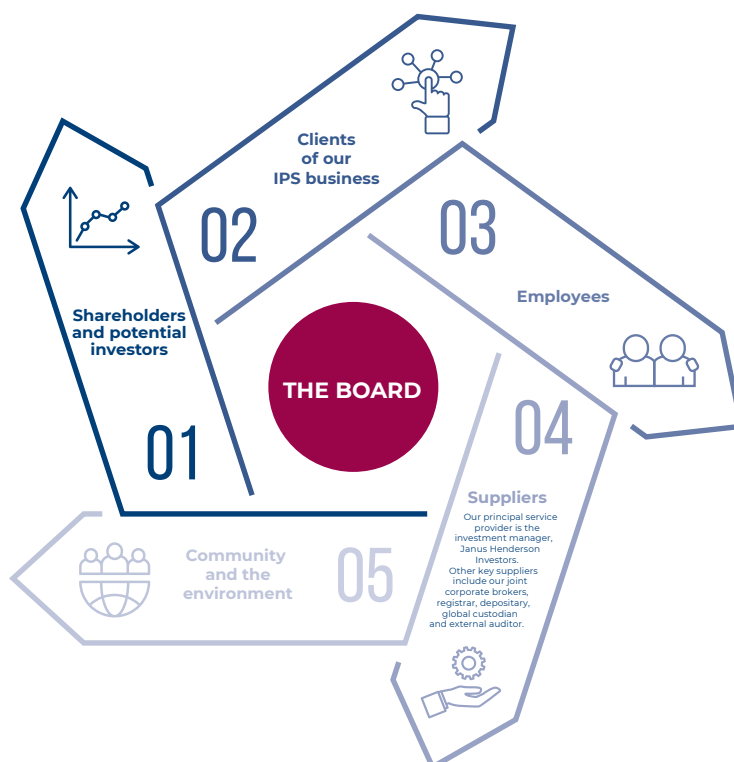 Clients
of our
IPS business
02
03
Employees
Shareholders
and potential
investors
01
THE BOARD
04
Suppliers
Our principal service
provider is the
investment manager,
Janus Henderson
Investors.
Other key suppliers
include our joint
corporate brokers,
registrar, depositary,
global custodian
and external auditor.
Community
and the
environment
05